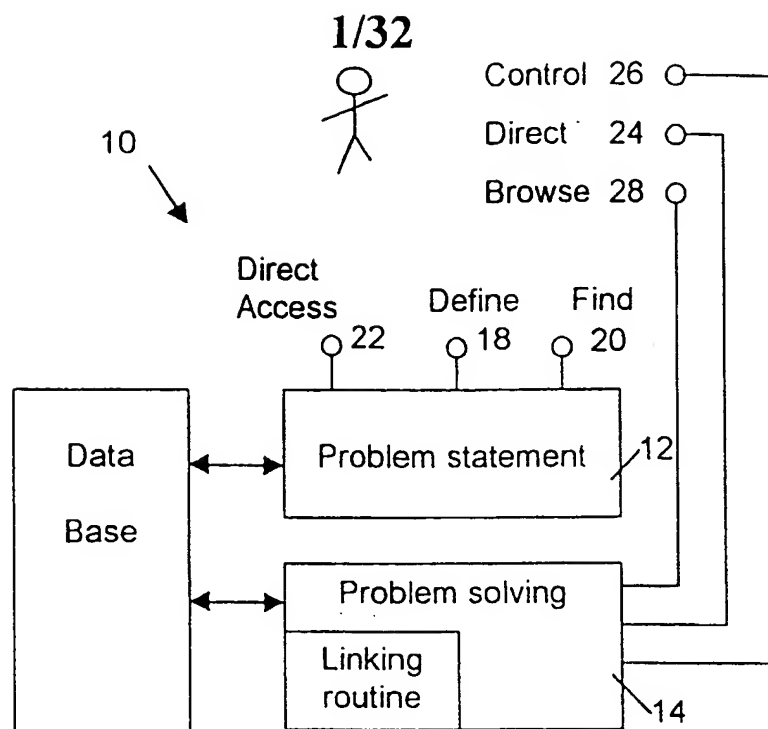 1/32
Control 26
Direct 24
Browse 28
10
Direct
Access
22
Define
18
Find
20
Data
Base
Problem statement
12
Problem solving
Linking
routine
14